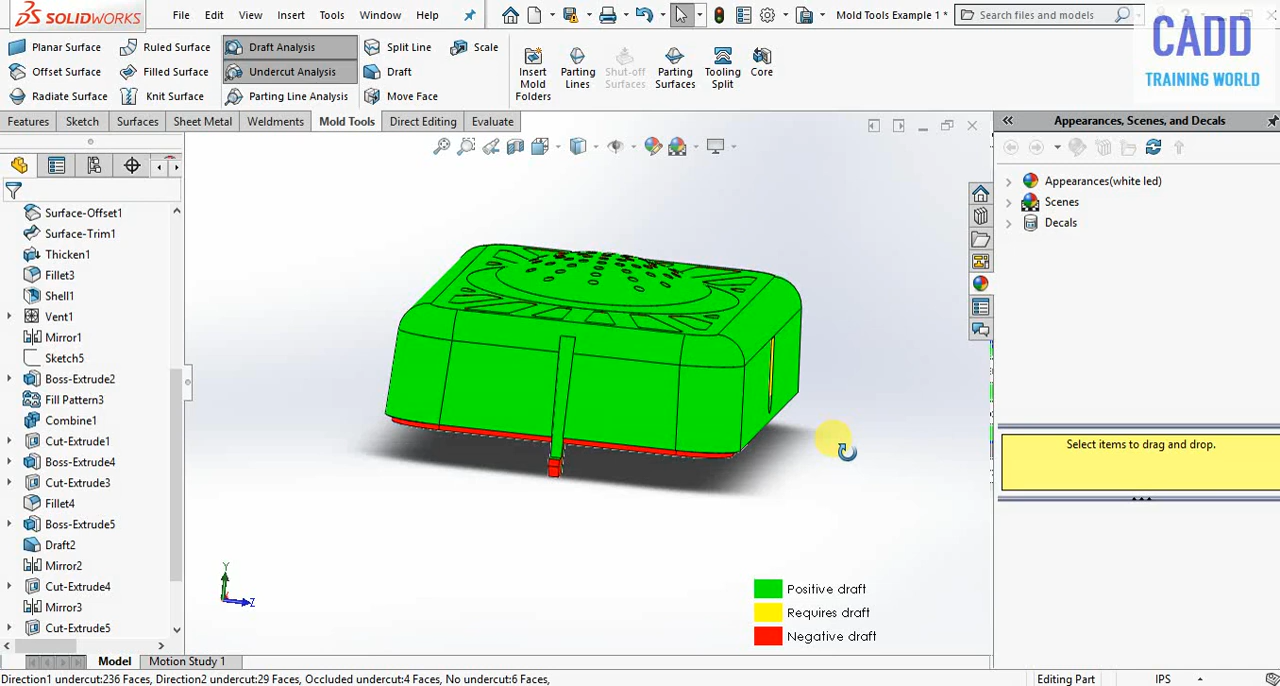 SOLIDWORKS File Edit View Insert Tools Window Help Mold Tools Example 1 * Search files and models
CADD
TRAINING WORLD
Planar Surface Ruled Surface Draft Analysis Split Line Scale
Offset Surface Filled Surface Undercut Analysis Draft
Radiate Surface Knit Surface Parting Line Analysis Move Face
Insert Mold Folders
Parting Lines
Shut-off Surfaces
Parting Surfaces
Tooling Split
Core
Features Sketch Surfaces Sheet Metal Weldments Mold Tools Direct Editing Evaluate
Appearances, Scenes, and Decals
Appearances(white led)
Scenes
Decals
Select items to drag and drop.
Surface-Offset1
Surface-Trim1
Thicken1
Fillet3
Shell1
Vent1
Mirror1
Sketch5
Boss-Extrude2
Fill Pattern3
Combine1
Cut-Extrude1
Boss-Extrude4
Cut-Extrude3
Fillet4
Boss-Extrude5
Draft2
Mirror2
Cut-Extrude4
Mirror3
Cut-Extrude5
Y
Z
Positive draft
Requires draft
Negative draft
Model Motion Study 1
Direction1 undercut:236 Faces, Direction2 undercut:29 Faces, Occluded undercut:4 Faces, No undercut:6 Faces, Editing Part IPS